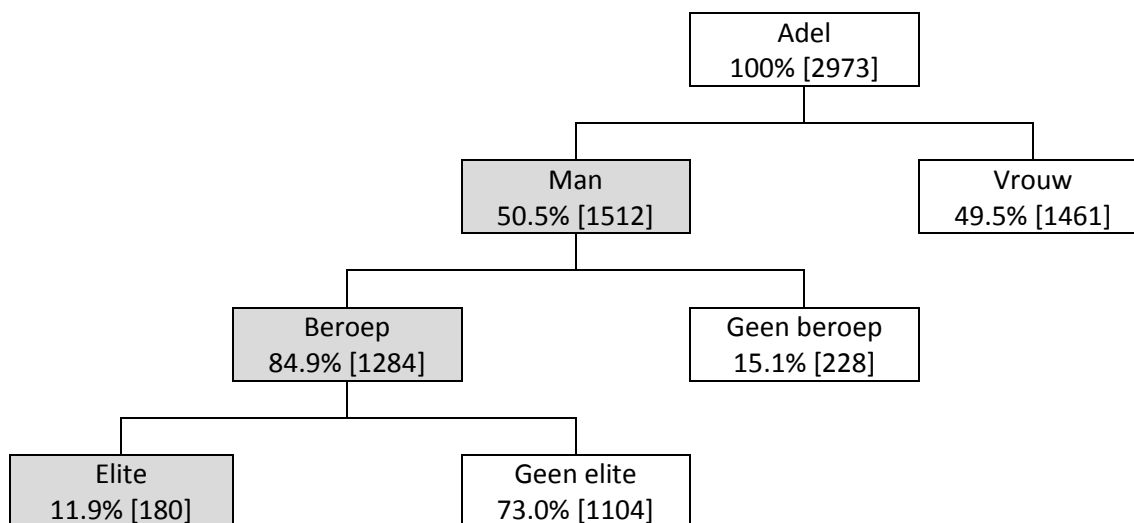 Adel
100% [2973]
Man
50.5% [1512]
Vrouw
49.5% [1461]
Beroep
84.9% [1284]
Geen beroep
15.1% [228]
Elite
11.9% [180]
Geen elite
73.0% [1104]